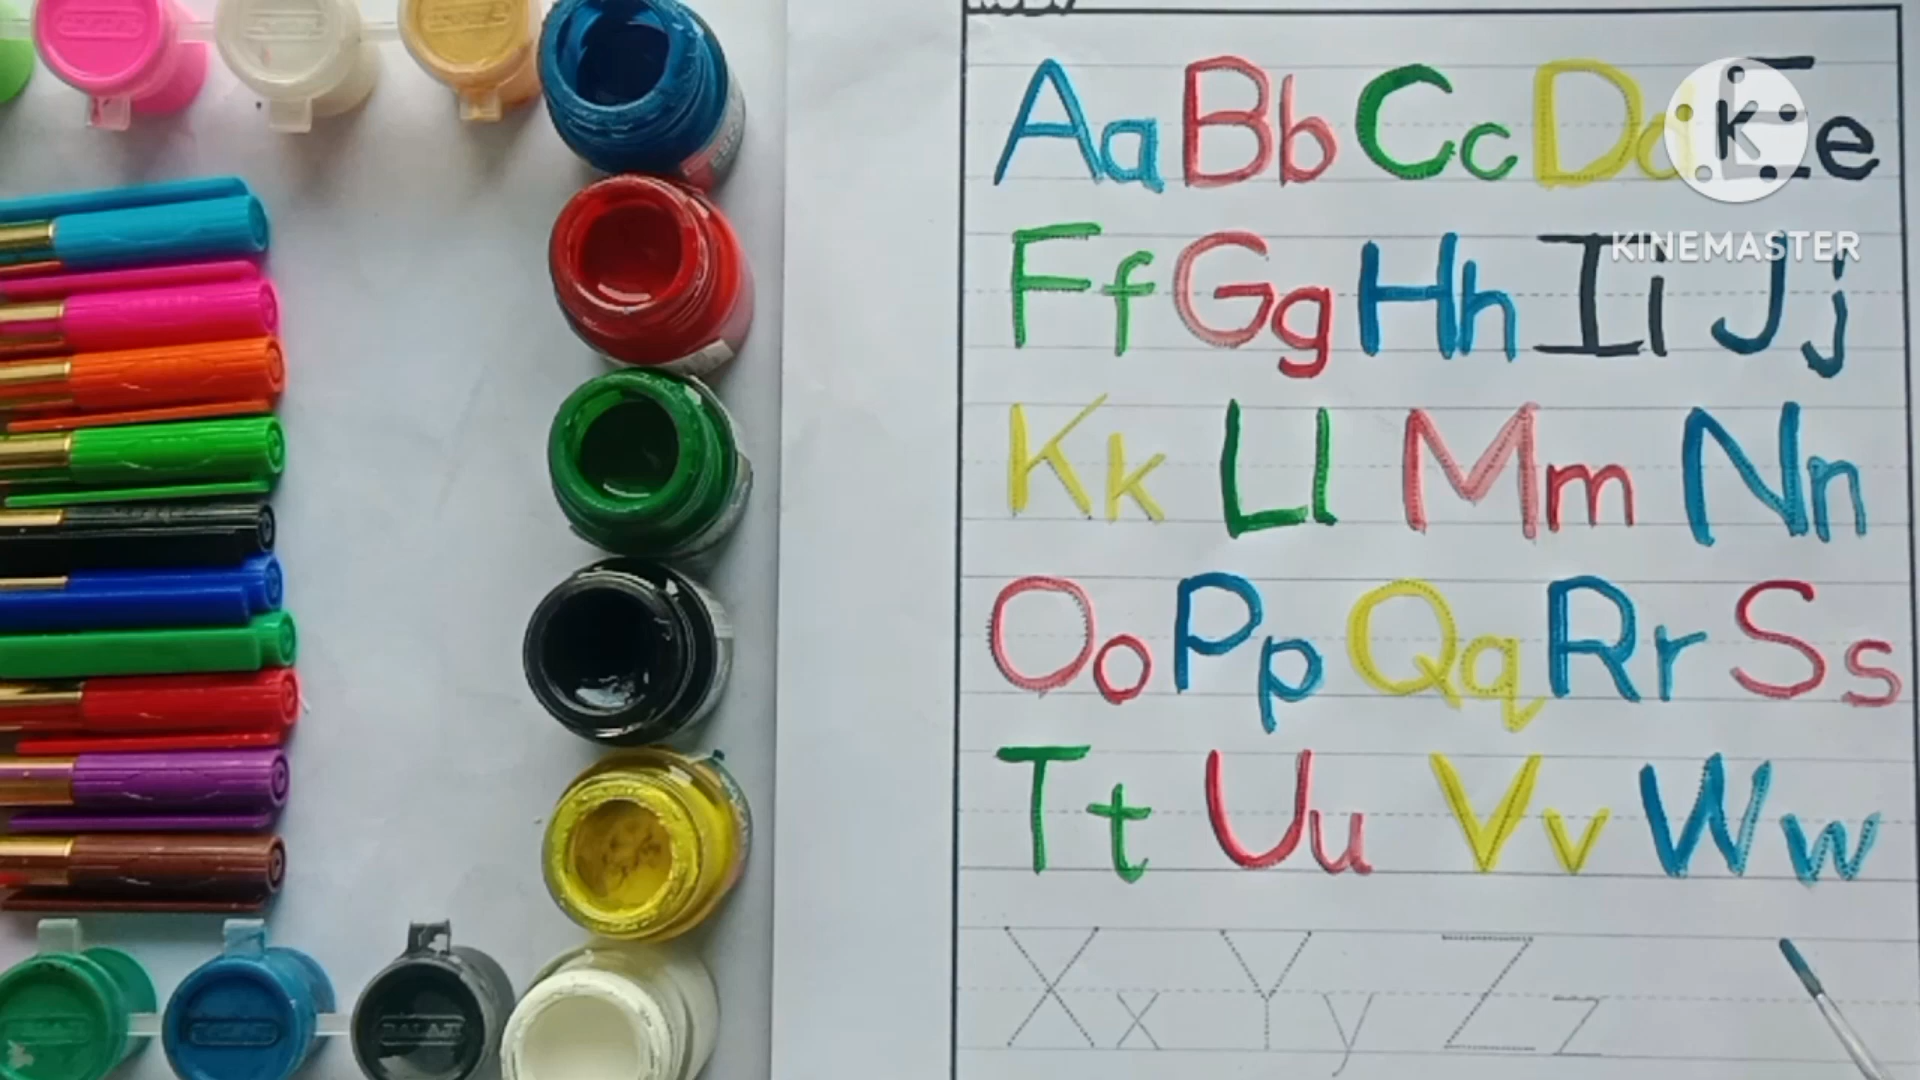 Aa Bb Cc Dd Ee
K
KINEMASTER
Ff Gg Hh Ii Jj
Kk Ll Mm Nn
Oo Pp Qq Rr Ss
Tt Uu Vv Ww
Xx Yy Zz